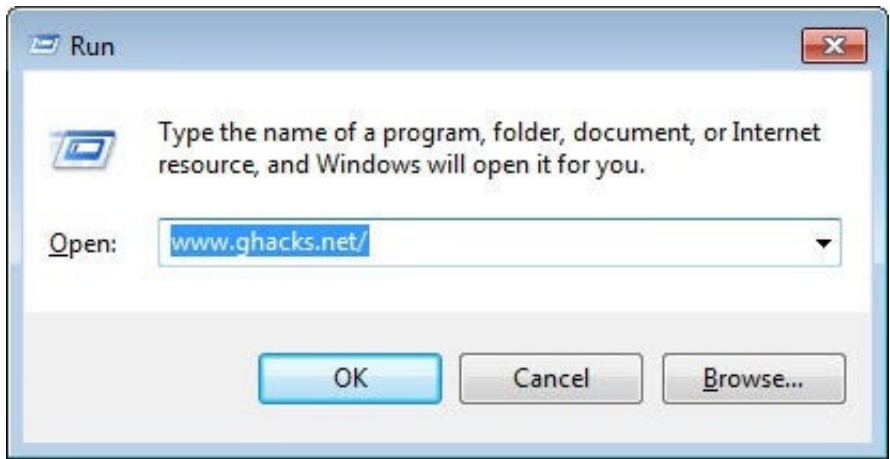 Run
Type the name of a program, folder, document, or Internet
resource, and Windows will open it for you.
Open: www.ghacks.net/
OK Cancel Browse...